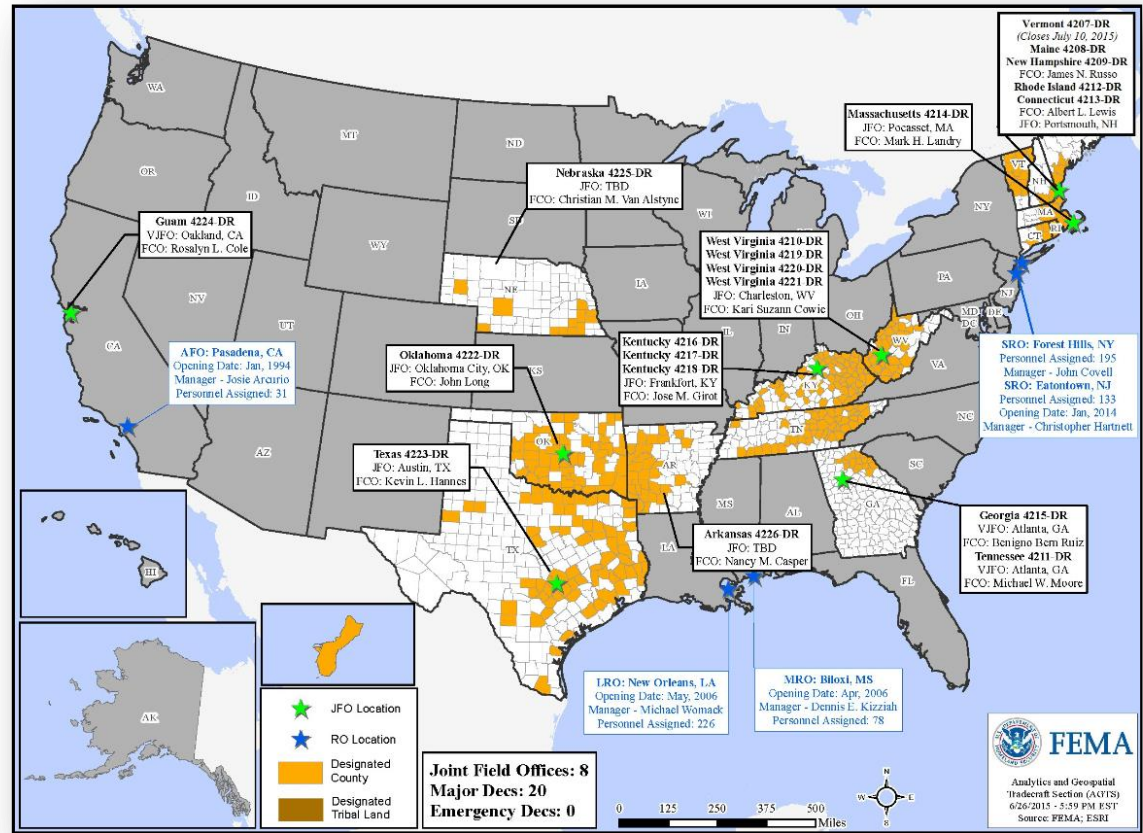 Vermont 4207-DR
(Closes July 10, 2015)
Maine 4208-DR
New Hampshire 4209-DR
FCO: James N. Russo
Rhode Island 4212-DR
Connecticut 4213-DR
FCO: Albert L. Lewis
JFO: Portsmouth, NH
Massachusetts 4214-DR
JFO: Pocasset, MA
FCO: Mark H. Landry
Nebraska 4225-DR
JFO: TBD
FCO: Christian M. Van Alstyne
Guam 4224-DR
VJFO: Oakland, CA
FCO: Rosalyn L. Cole
West Virginia 4210-DR
West Virginia 4219 DR
West Virginia 4220-DR
West Virginia 4221-DR
JFO: Charleston, WV
FCO: Kari Suzann Cowie
Kentucky 4216 DR
Kentucky 4217-DR
Kentucky 4218 DR
JFO: Frankfort, KY
FCO: Jose M. Girot
Oklahoma 4222-DR
JFO: Oklahoma City, OK
FCO: John Long
AFO: Pasadena, CA
Opening Date: Jan, 1994
Manager - Josie Arcurio
Personnel Assigned: 31
SRO: Forest Hills, NY
Personnel Assigned: 195
Manager - John Covell
SRO: Eatontown, NJ
Personnel Assigned: 133
Opening Date: Jan, 2014
Manager - Christopher Hartnett
Texas 4223-DR
JFO: Austin, TX
FCO: Kevin L. Hannes
Arkansas 4226-DR
JFO: TBD
FCO: Nancy M. Casper
Georgia 4215-DR
VJFO: Atlanta, GA
FCO: Benigno Bern Ruiz
Tennessee 4211-DR
VJFO: Atlanta, GA
FCO: Michael W. Moore
LRO: New Orleans, LA
Opening Date: May, 2006
Manager - Michael Womack
Personnel Assigned: 226
MRO: Biloxi, MS
Opening Date: Apr, 2006
Manager - Dennis E. Kizziah
Personnel Assigned: 78
WA
MT
ND
OR
ID
WY
SD
WI
NY
VT
NH
MA
CT
RI
PA
NJ
MD
DE
DC
NE
IA
IL
IN
OH
WV
VA
NV
UT
CA
KS
KY
NC
TN
SC
AZ
OK
AR
MS
AL
GA
LA
TX
FL
HI
AK
JFO Location
RO Location
Designated
County
Designated
Tribal Land
Joint Field Offices: 8
Major Decs: 20
Emergency Decs: 0
0 125 250 375 500
Miles
N
W
E
S
U.S. DEPARTMENT OF
HOMELAND SECURITY
FEMA
Analytics and Geospatial
Tradecraft Section (AGTS)
6/26/2015 - 5:59 PM EST
Source: FEMA; ESRI